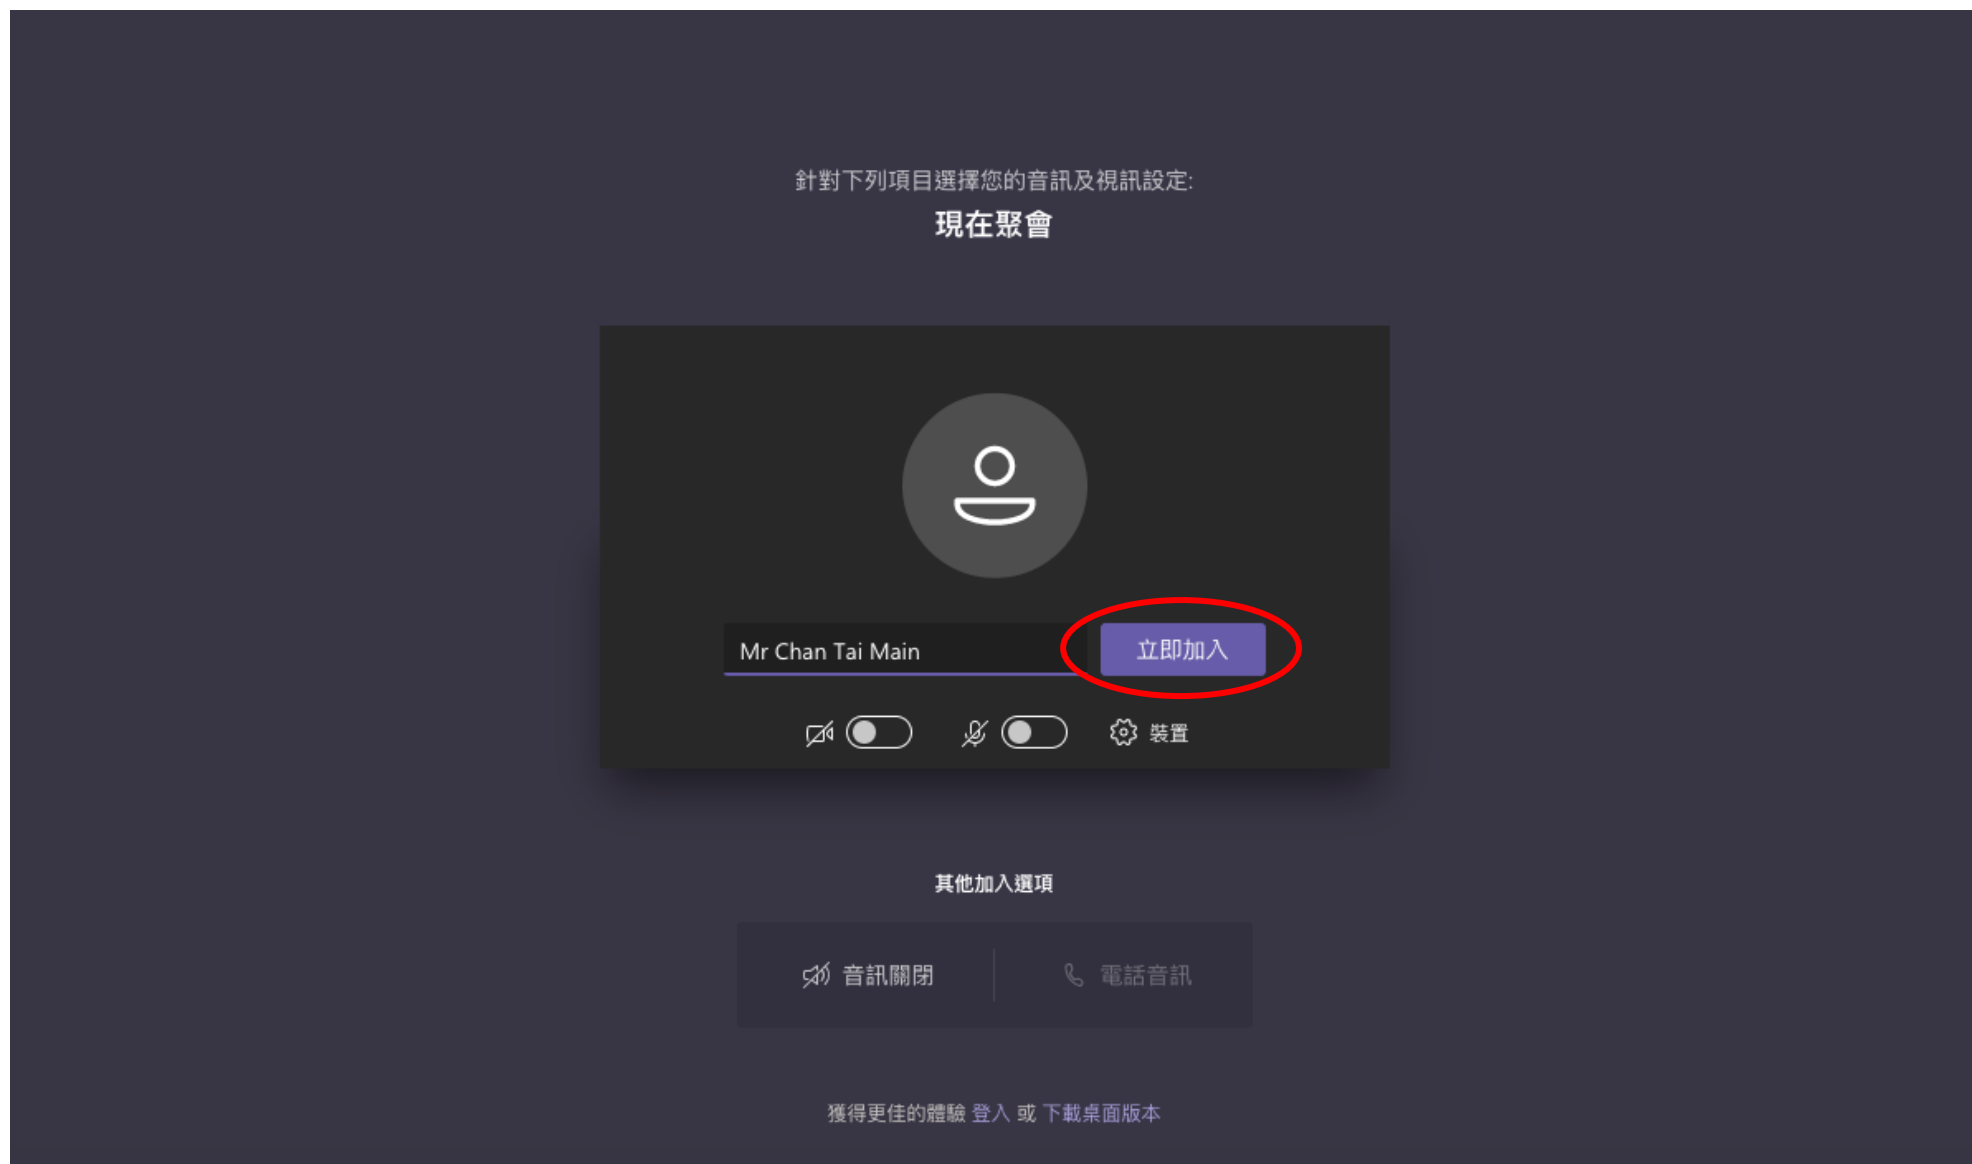 針對下列項目選擇您的音訊及視訊設定:
現在聚會
Mr Chan Tai Main
立即加入
裝置
其他加入選項
音訊關閉
電話音訊
獲得更佳的體驗 登入 或 下載桌面版本